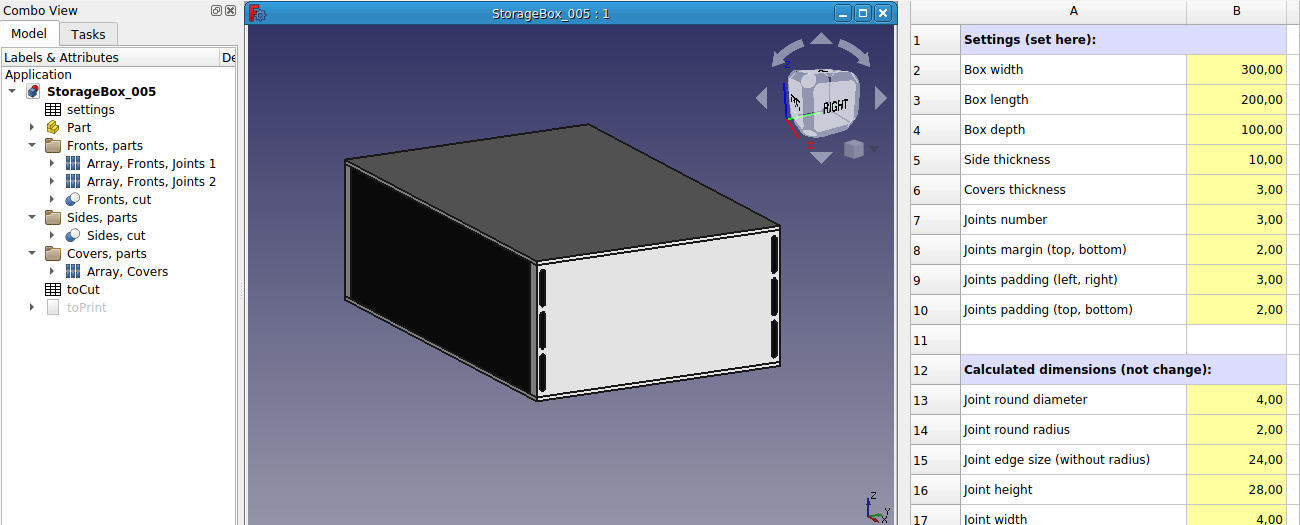 Combo View
Model Tasks
Labels & Attributes De
Application
StorageBox_005
settings
Part
Fronts, parts
Array, Fronts, Joints 1
Array, Fronts, Joints 2
Fronts, cut
Sides, parts
Sides, cut
Covers, parts
Array, Covers
toCut
toPrint
StorageBox_005 : 1
Z
RIGHT
Z
Y
X
A B
1 Settings (set here):
2 Box width 300,00
3 Box length 200,00
4 Box depth 100,00
5 Side thickness 10,00
6 Covers thickness 3,00
7 Joints number 3,00
8 Joints margin (top, bottom) 2,00
9 Joints padding (left, right) 3,00
10 Joints padding (top, bottom) 2,00
11
12 Calculated dimensions (not change):
13 Joint round diameter 4,00
14 Joint round radius 2,00
15 Joint edge size (without radius) 24,00
16 Joint height 28,00
17 Joint width 4,00